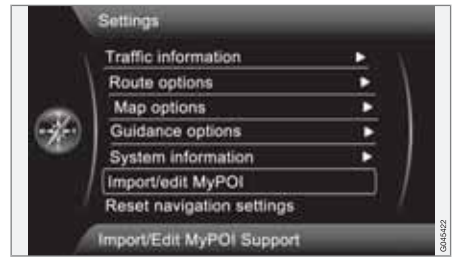 Settings
Traffic information
Route options
Map options
Guidance options
System information
Import/edit MyPOI
Reset navigation settings
Import/Edit MyPOI Support
G045422